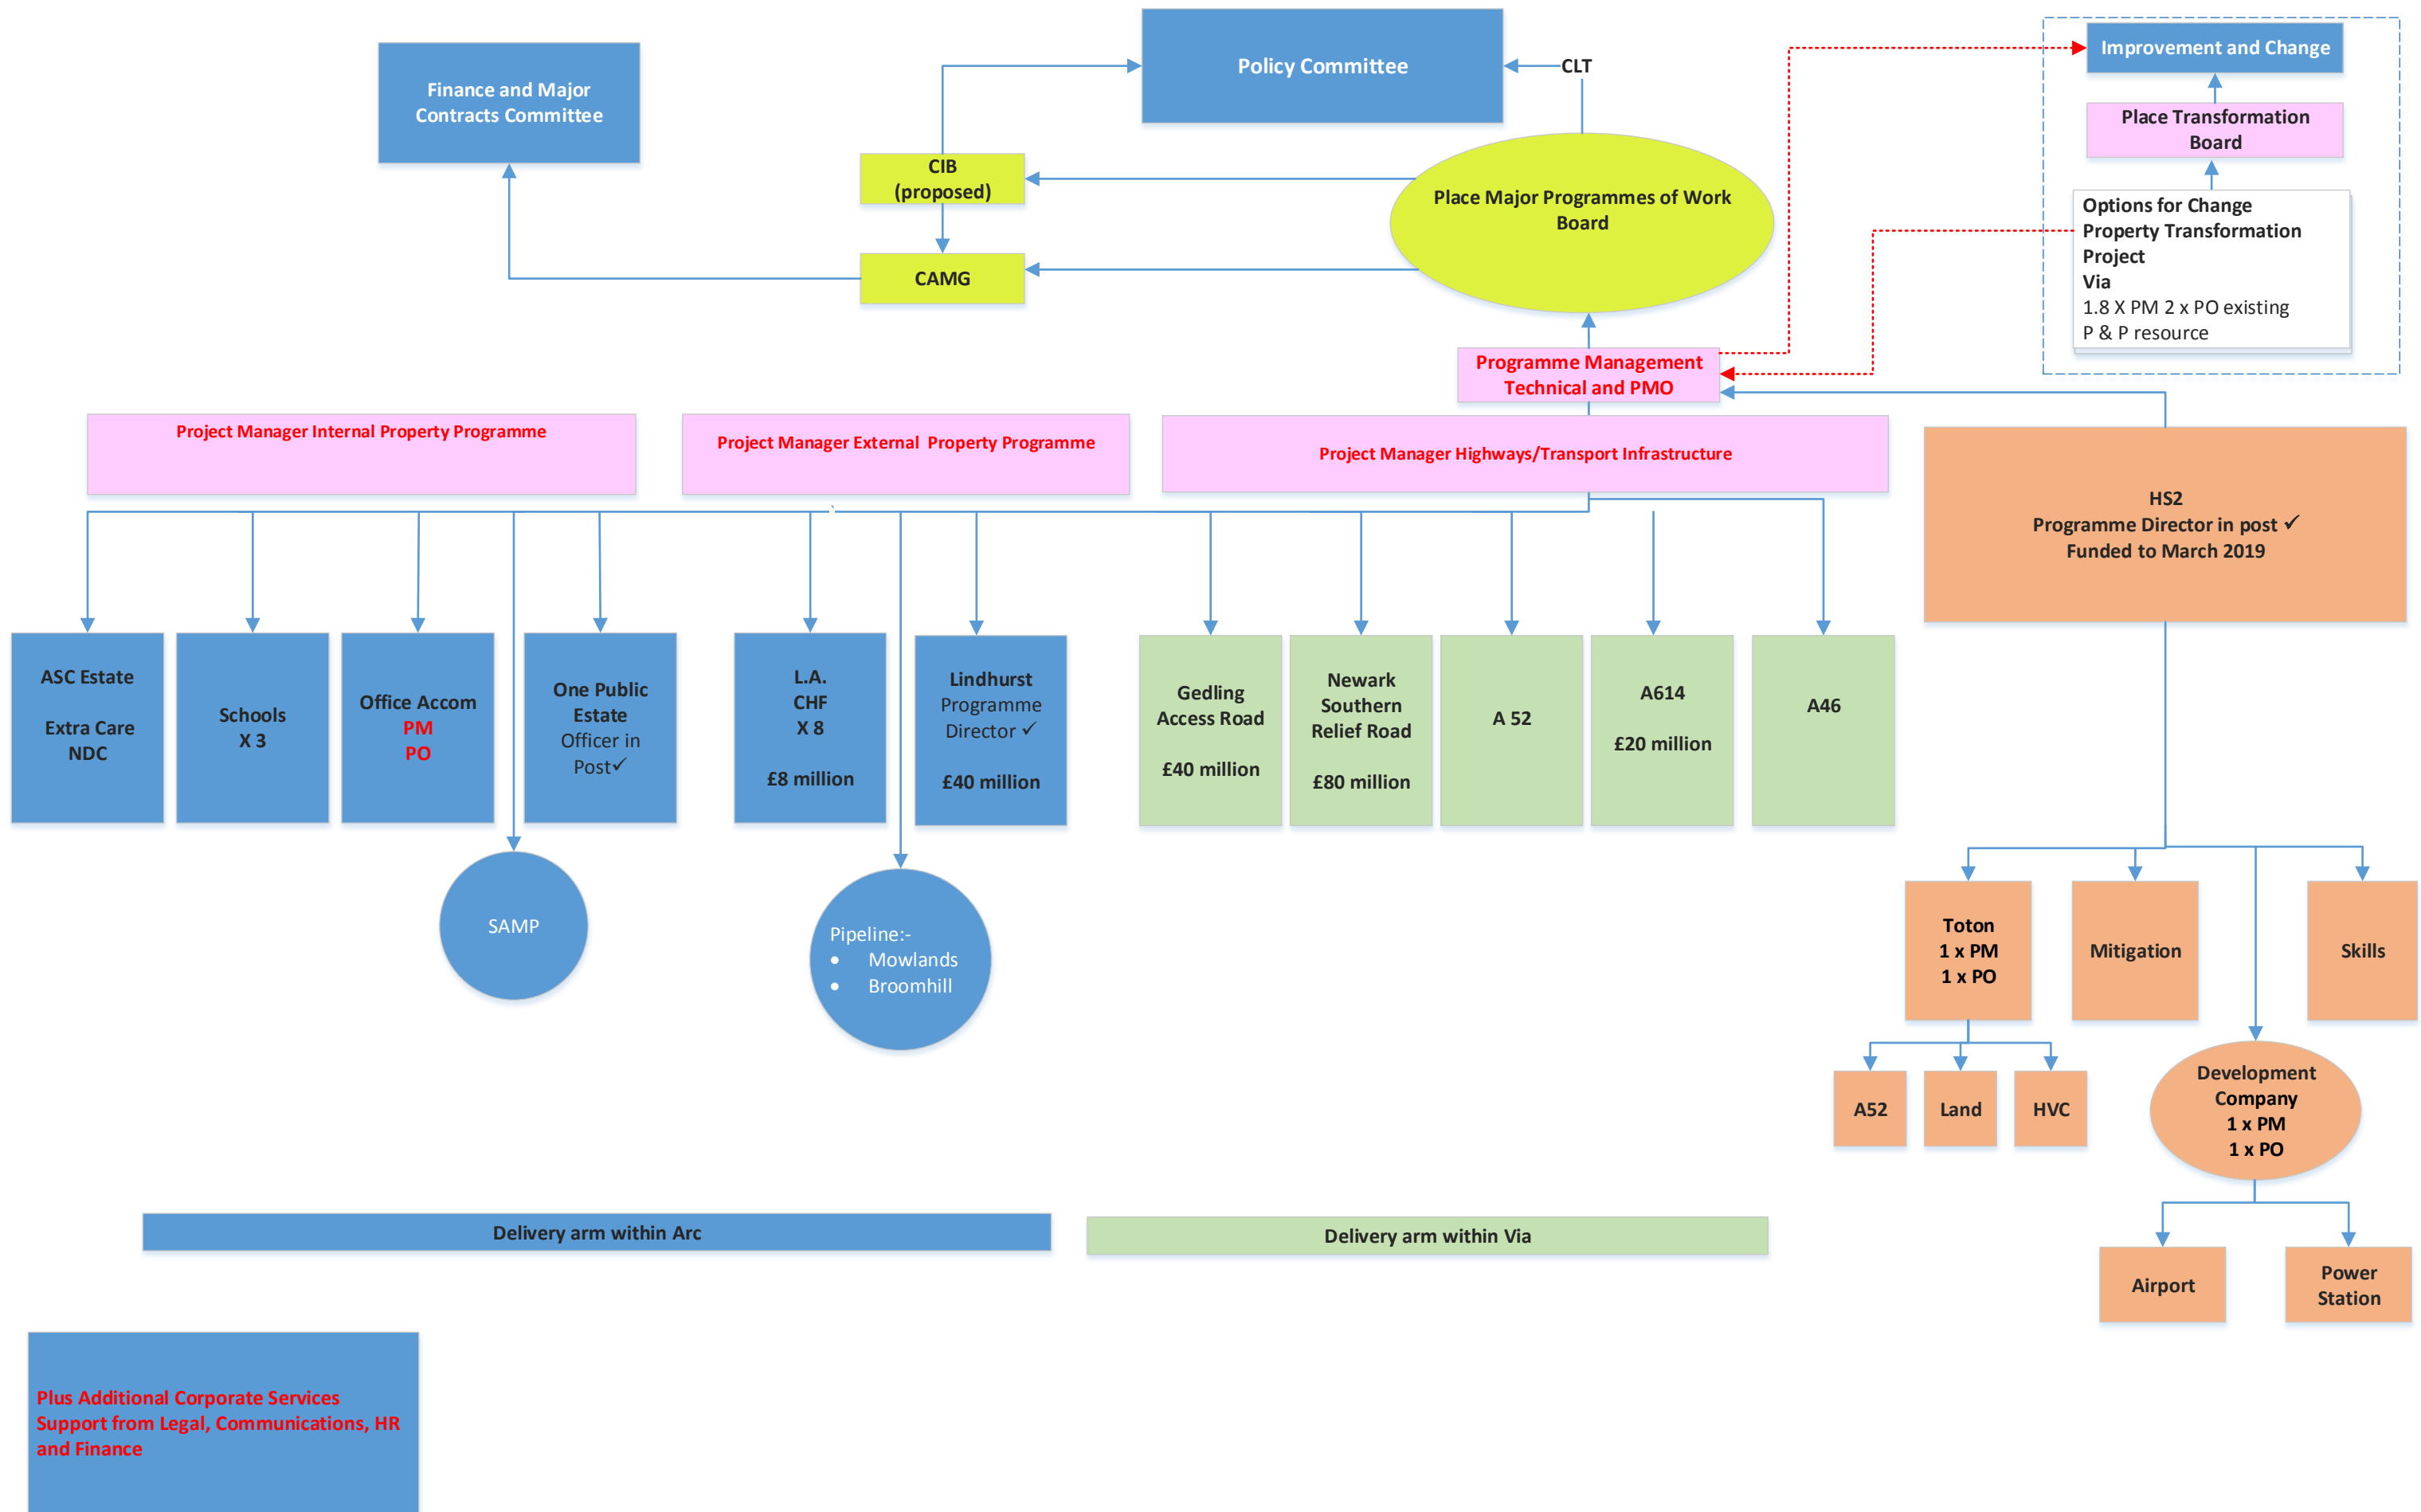 Policy Committee
CLT
Improvement and Change
Finance and Major
Contracts Committee
Place Transformation
Board
CIB
(proposed)
Place Major Programmes of Work
Board
Options for Change
Property Transformation
Project
Via
1.8 X PM 2 x PO existing
P & P resource
CAMG
Programme Management
Technical and PMO
Project Manager Internal Property Programme
Project Manager External  Property Programme
Project Manager Highways/Transport Infrastructure
HS2
Programme Director in post ✓
Funded to March 2019
ASC Estate
Extra Care
NDC
Schools
X 3
Office Accom
PM
PO
One Public
Estate
Officer in
Post✓
L.A.
CHF
X 8
£8 million
Lindhurst
Programme
Director ✓
£40 million
Gedling
Access Road
£40 million
Newark
Southern
Relief Road
£80 million
A 52
A614
£20 million
A46
SAMP
Pipeline:-
• Mowlands
• Broomhill
Toton
1 x PM
1 x PO
Mitigation
Skills
A52
Land
HVC
Development
Company
1 x PM
1 x PO
Airport
Power
Station
Delivery arm within Arc
Delivery arm within Via
Plus Additional Corporate Services
Support from Legal, Communications, HR
and Finance